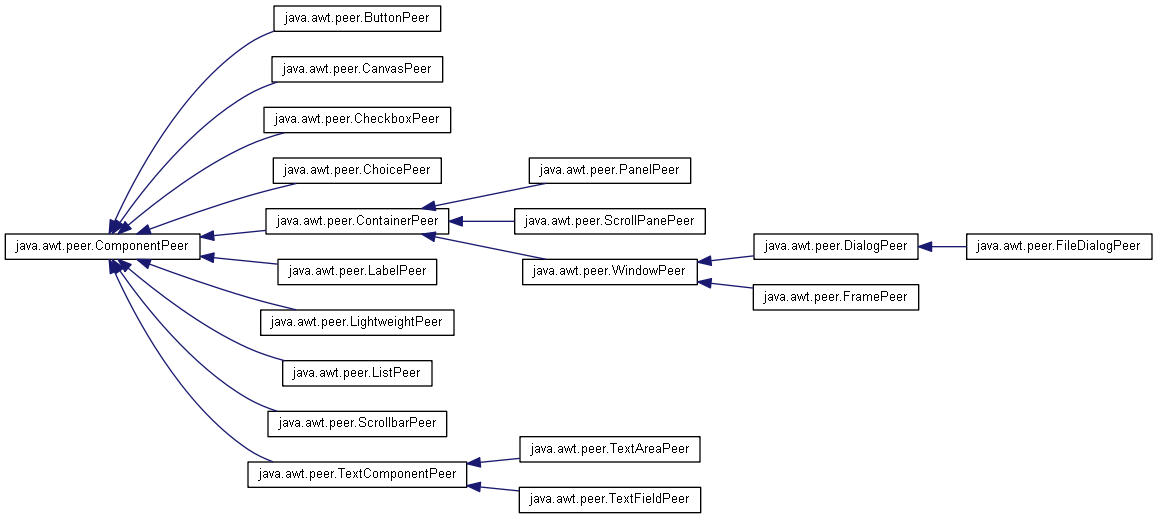 java.awt.peer.ButtonPeer
java.awt.peer.CanvasPeer
java.awt.peer.CheckboxPeer
java.awt.peer.ChoicePeer
java.awt.peer.PanelPeer
java.awt.peer.ContainerPeer
java.awt.peer.ScrollPanePeer
java.awt.peer.ComponentPeer
java.awt.peer.DialogPeer
java.awt.peer.FileDialogPeer
java.awt.peer.LabelPeer
java.awt.peer.WindowPeer
java.awt.peer.FramePeer
java.awt.peer.LightweightPeer
java.awt.peer.ListPeer
java.awt.peer.ScrollbarPeer
java.awt.peer.TextAreaPeer
java.awt.peer.TextComponentPeer
java.awt.peer.TextFieldPeer